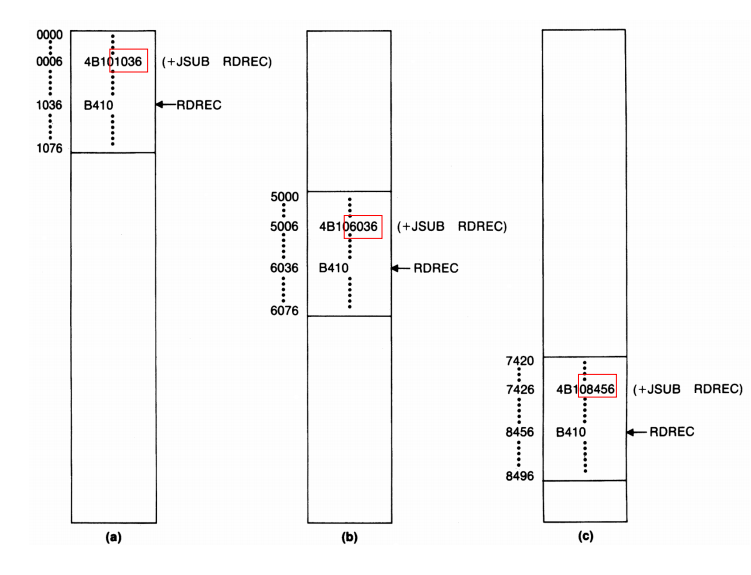 0000
0006 4B101036 (+JSUB RDREC)
1036 B410 RDREC
1076
(a)
5000
5006 4B106036 (+JSUB RDREC)
6036 B410 RDREC
6076
(b)
7420
7426 4B108456 (+JSUB RDREC)
8456 B410 RDREC
8496
(c)